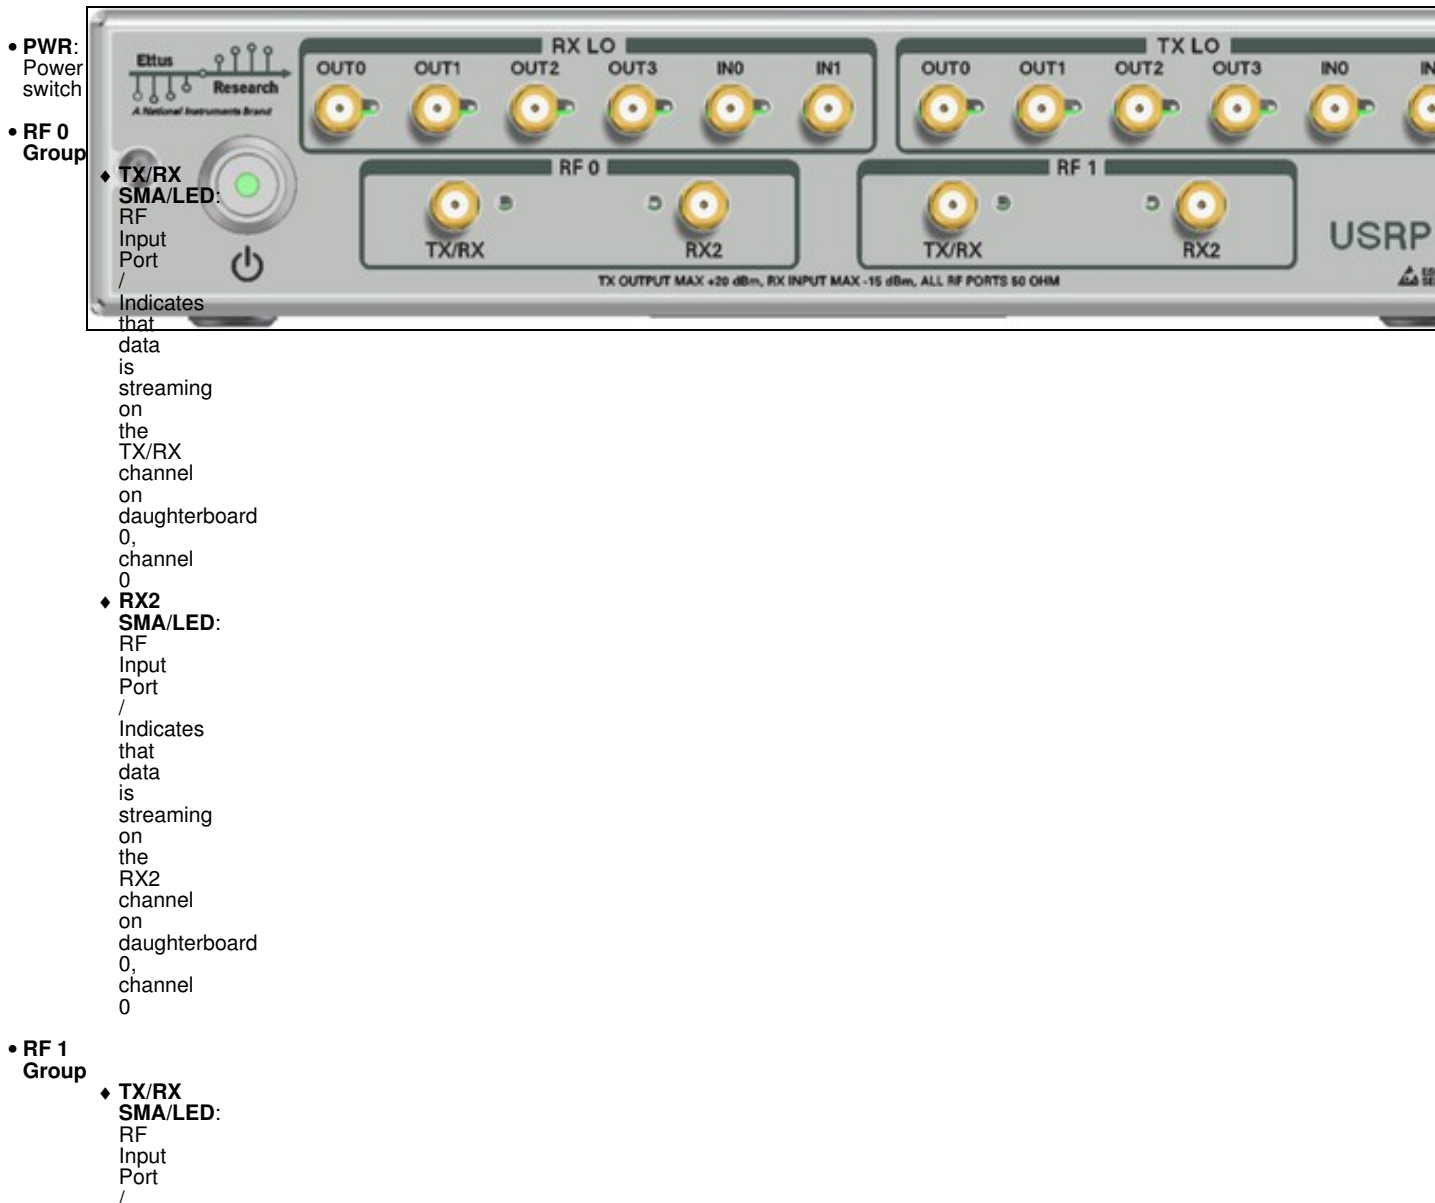 • PWR:
Power
switch
• RF 0
Group
♦ TX/RX
SMA/LED:
RF
Input
Port
/
Indicates
that
data
is
streaming
on
the
TX/RX
channel
on
daughterboard
0,
channel
0
♦ RX2
SMA/LED:
RF
Input
Port
/
Indicates
that
data
is
streaming
on
the
RX2
channel
on
daughterboard
0,
channel
0
• RF 1
Group
♦ TX/RX
SMA/LED:
RF
Input
Port
/
Ettus
Research
A National Instruments Brand
RX LO
OUT0 OUT1 OUT2 OUT3 IN0 IN1
TX LO
OUT0 OUT1 OUT2 OUT3 IN0 IN
RF 0
TX/RX RX2
RF 1
TX/RX RX2
USRP
TX OUTPUT MAX +20 dBm, RX INPUT MAX -15 dBm, ALL RF PORTS 50 OHM